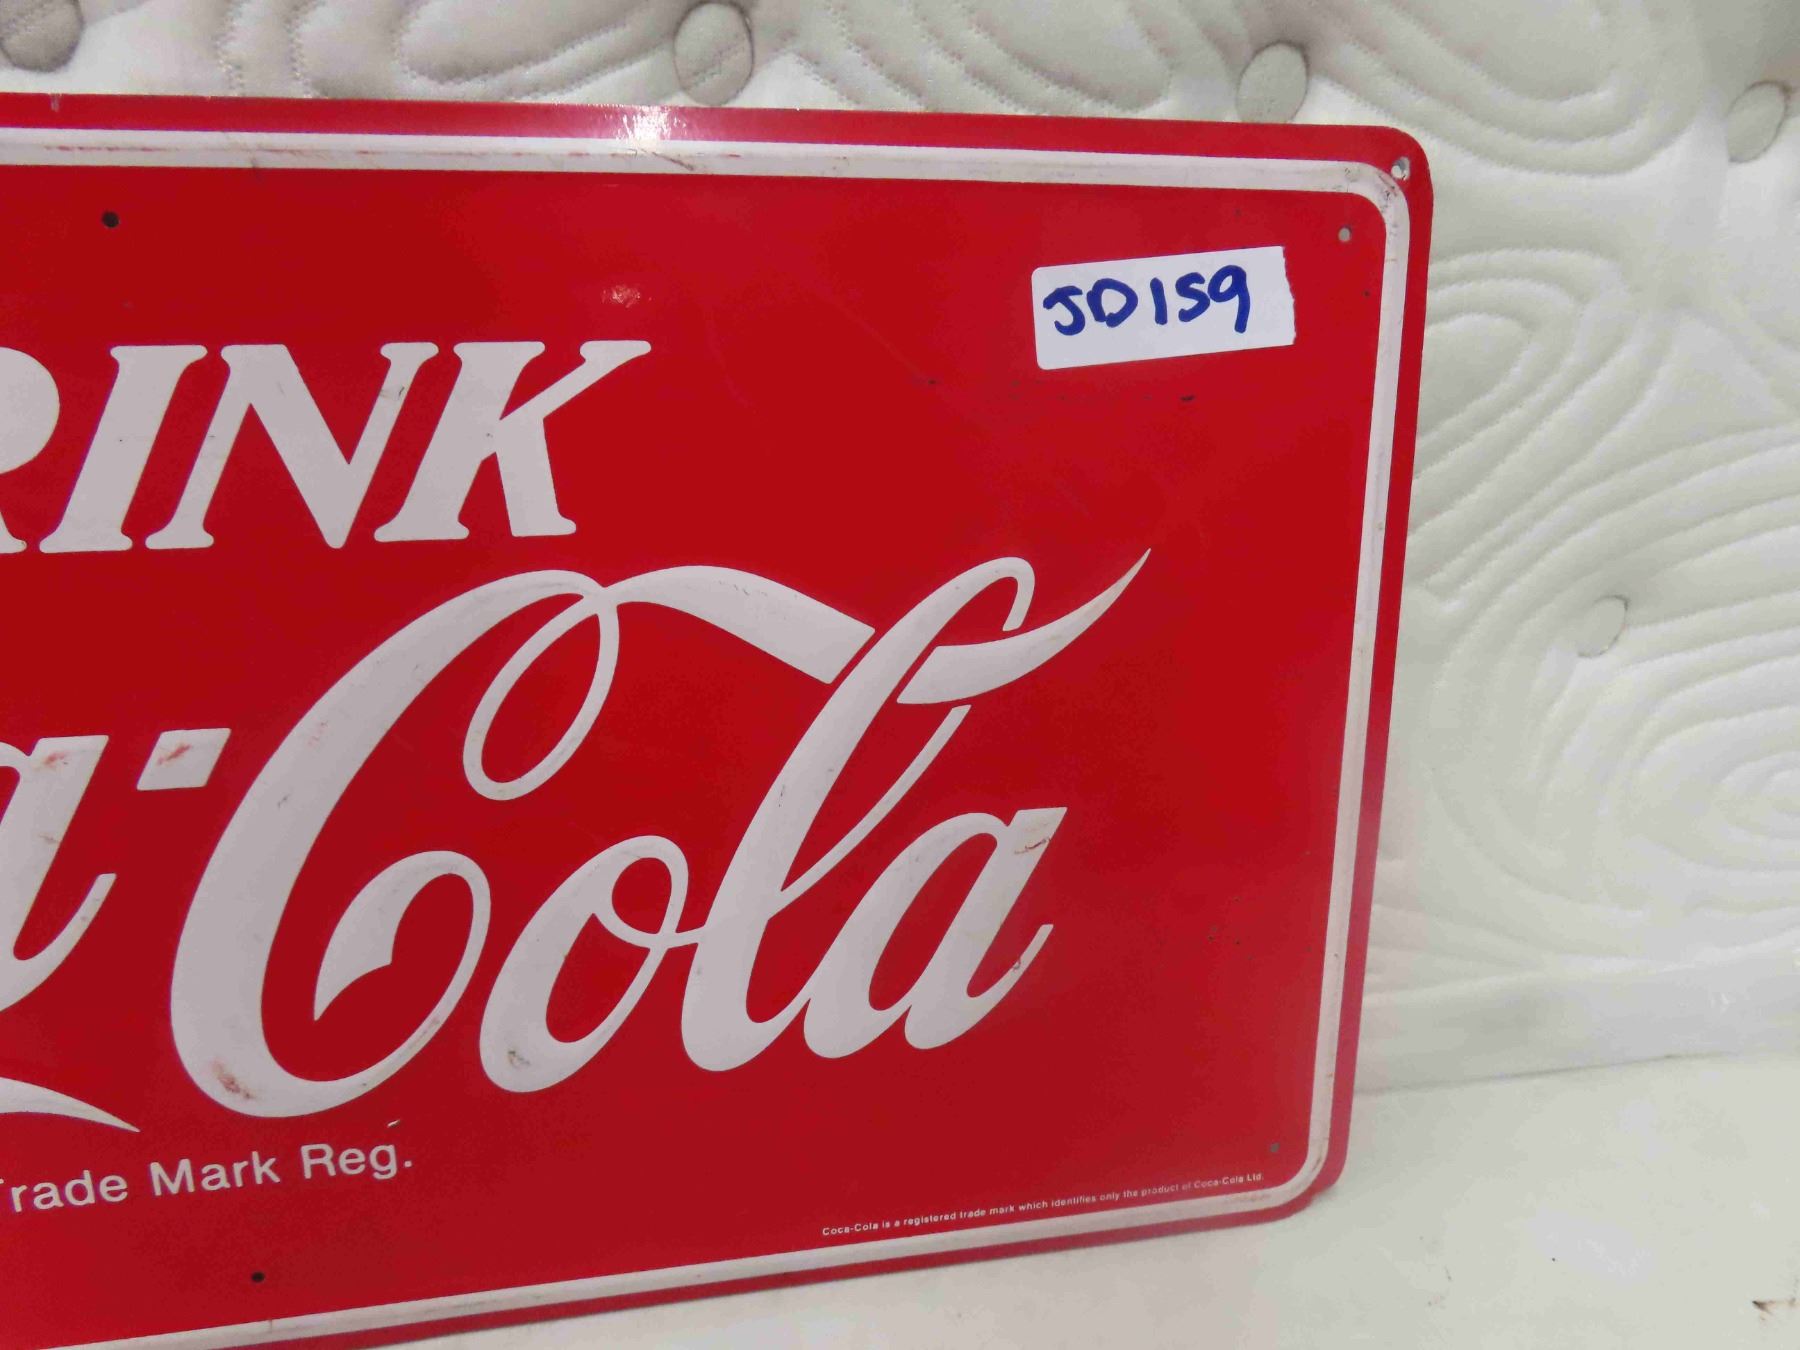 JD159
RINK
a-Cola
Trade Mark Reg.
Coca-Cola is a registered trade mark which identifies only the product of Coca-Cola Ltd.